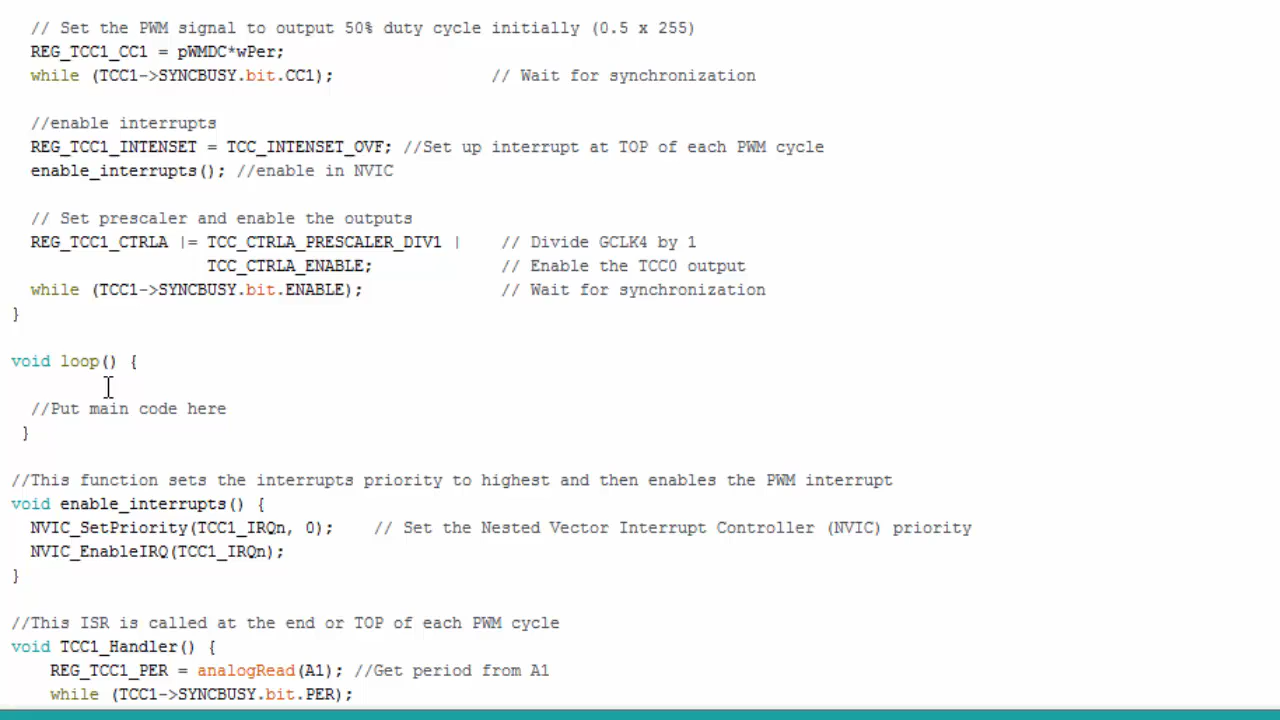 // Set the PWM signal to output 50% duty cycle initially (0.5 x 255)
REG_TCC1_CC1 = pWMDC*wPer;
while (TCC1->SYNCBUSY.bit.CC1); // Wait for synchronization
//enable interrupts
REG_TCC1_INTENSET = TCC_INTENSET_OVF; //Set up interrupt at TOP of each PWM cycle
enable_interrupts(); //enable in NVIC
// Set prescaler and enable the outputs
REG_TCC1_CTRLA |= TCC_CTRLA_PRESCALER_DIV1 | // Divide GCLK4 by 1
TCC_CTRLA_ENABLE; // Enable the TCC0 output
while (TCC1->SYNCBUSY.bit.ENABLE); // Wait for synchronization
}
void loop() {
//Put main code here
}
//This function sets the interrupts priority to highest and then enables the PWM interrupt
void enable_interrupts() {
NVIC_SetPriority(TCC1_IRQn, 0); // Set the Nested Vector Interrupt Controller (NVIC) priority
NVIC_EnableIRQ(TCC1_IRQn);
}
//This ISR is called at the end or TOP of each PWM cycle
void TCC1_Handler() {
REG_TCC1_PER = analogRead(A1); //Get period from A1
while (TCC1->SYNCBUSY.bit.PER);